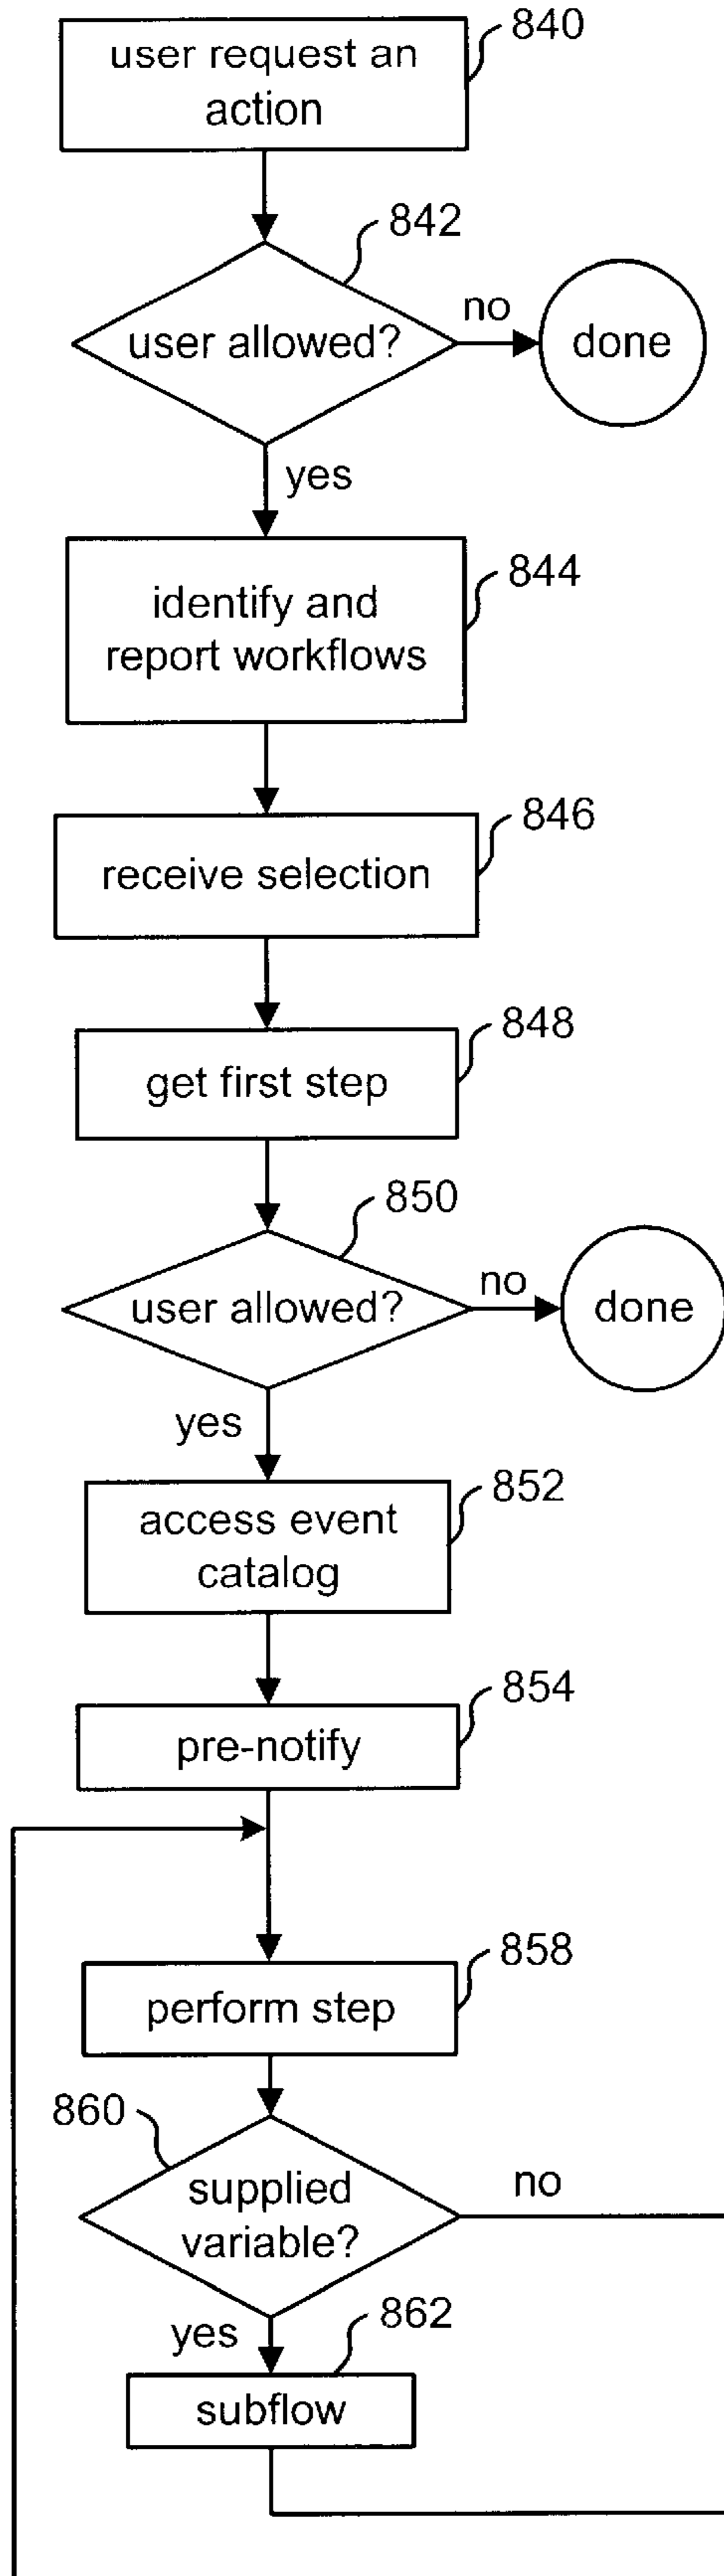 840
user request an
action
842
user allowed?
no
done
yes
844
identify and
report workflows
846
receive selection
848
get first step
850
user allowed?
no
done
yes
852
access event
catalog
854
pre-notify
858
perform step
860
supplied
variable?
no
yes
862
subflow